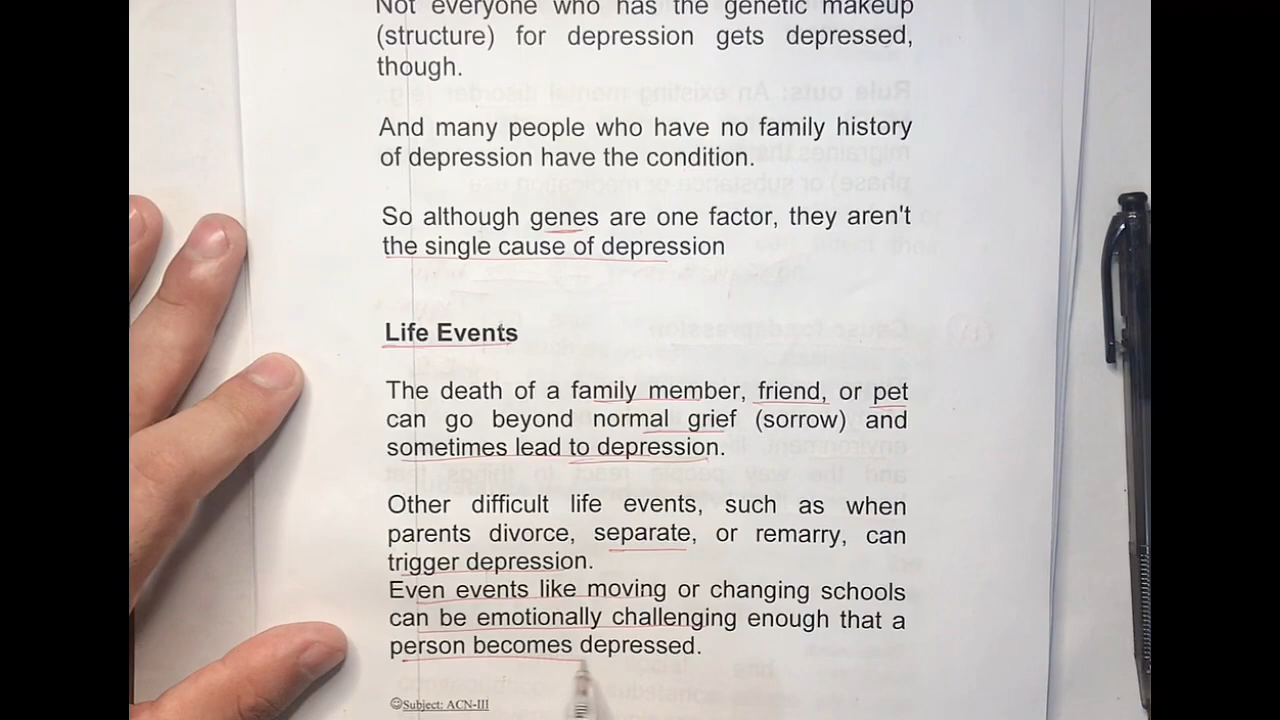 Not everyone who has the genetic makeup
(structure) for depression gets depressed,
though.
And many people who have no family history
of depression have the condition.
So although genes are one factor, they aren't
the single cause of depression
Life Events
The death of a family member, friend, or pet
can go beyond normal grief (sorrow) and
sometimes lead to depression.
Other difficult life events, such as when
parents divorce, separate, or remarry, can
trigger depression.
Even events like moving or changing schools
can be emotionally challenging enough that a
person becomes depressed.
☺Subject: ACN-III